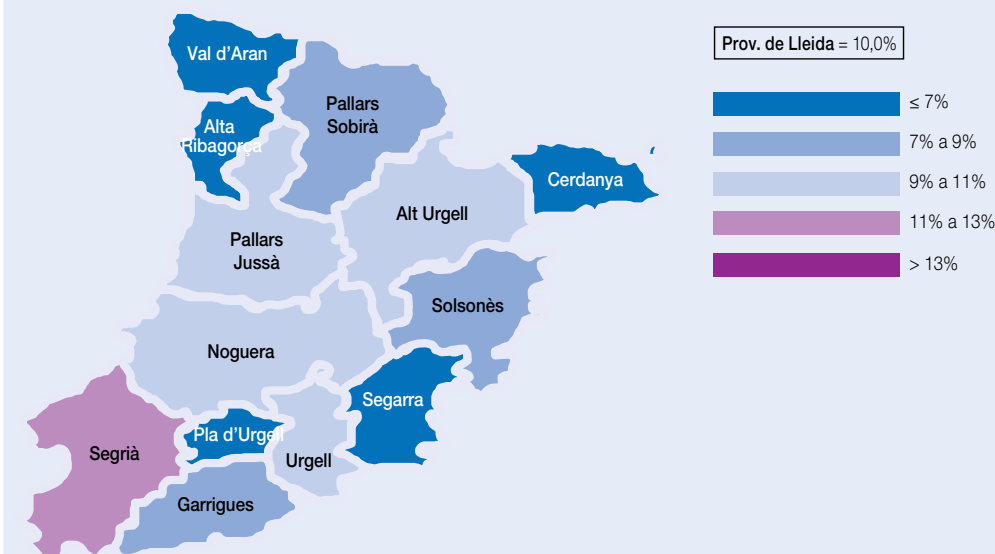 Val d'Aran
Prov. de Lleida = 10,0%
≤ 7%
Pallars
Sobirà
Alta
Ribagorça
7% a 9%
Cerdanya
9% a 11%
Alt Urgell
11% a 13%
Pallars
Jussà
> 13%
Solsonès
Noguera
Segarra
Pla d'Urgell
Segrià
Urgell
Garrigues